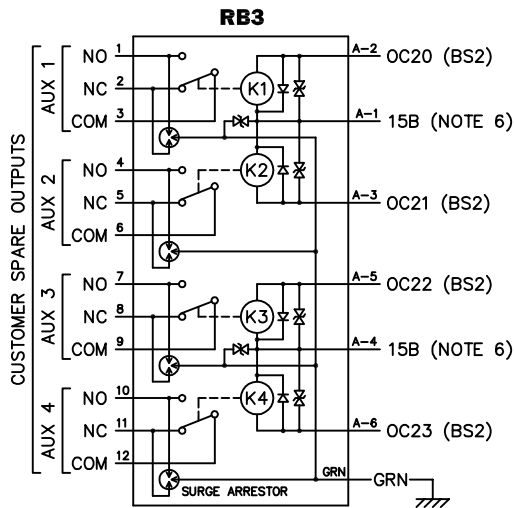 RB3
CUSTOMER SPARE OUTPUTS
AUX 1
NO 1
NC 2
COM 3
K1
A-2 OC20 (BS2)
A-1 15B (NOTE 6)
AUX 2
NO 4
NC 5
COM 6
K2
A-3 OC21 (BS2)
AUX 3
NO 7
NC 8
COM 9
K3
A-5 OC22 (BS2)
A-4 15B (NOTE 6)
AUX 4
NO 10
NC 11
COM 12
K4
A-6 OC23 (BS2)
GRN GRN
SURGE ARRESTOR